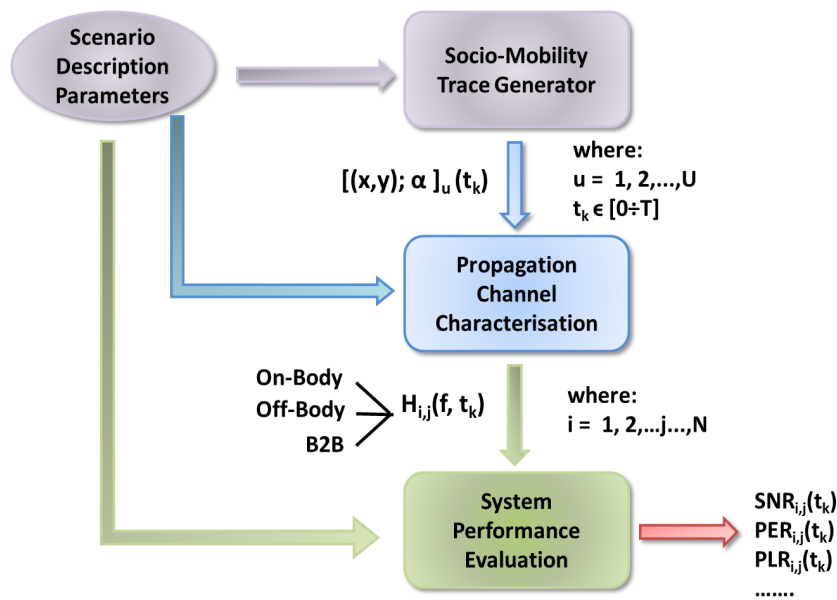 Scenario
Description
Parameters
Socio-Mobility
Trace Generator
[(x,y); α ]ᵤ (tₖ)
where:
u = 1, 2,...,U
tₖ ϵ [0÷T]
Propagation
Channel
Characterisation
On-Body
Off-Body
B2B
Hᵢ,ⱼ(f, tₖ)
where:
i = 1, 2,...j...,N
System
Performance
Evaluation
SNRᵢ,ⱼ(tₖ)
PERᵢ,ⱼ(tₖ)
PLRᵢ,ⱼ(tₖ)
.......